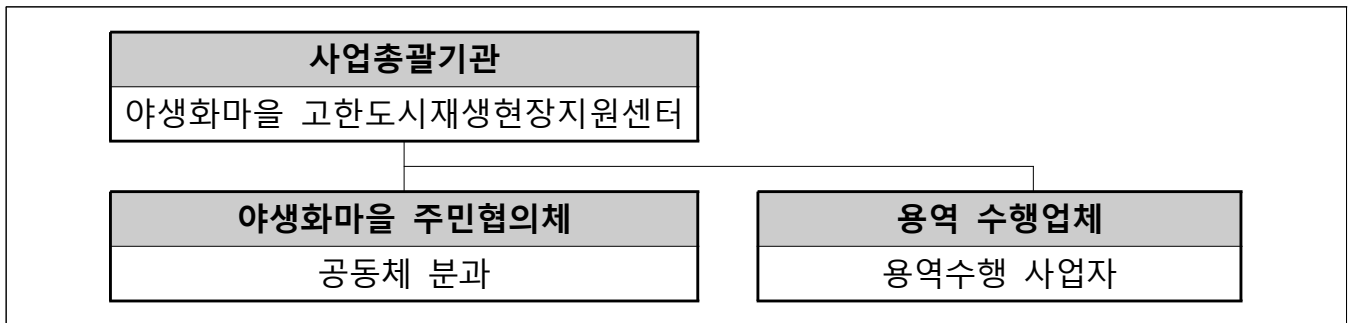 사업총괄기관
야생화마을 고한도시재생현장지원센터
야생화마을 주민협의체
공동체 분과
용역 수행업체
용역수행 사업자